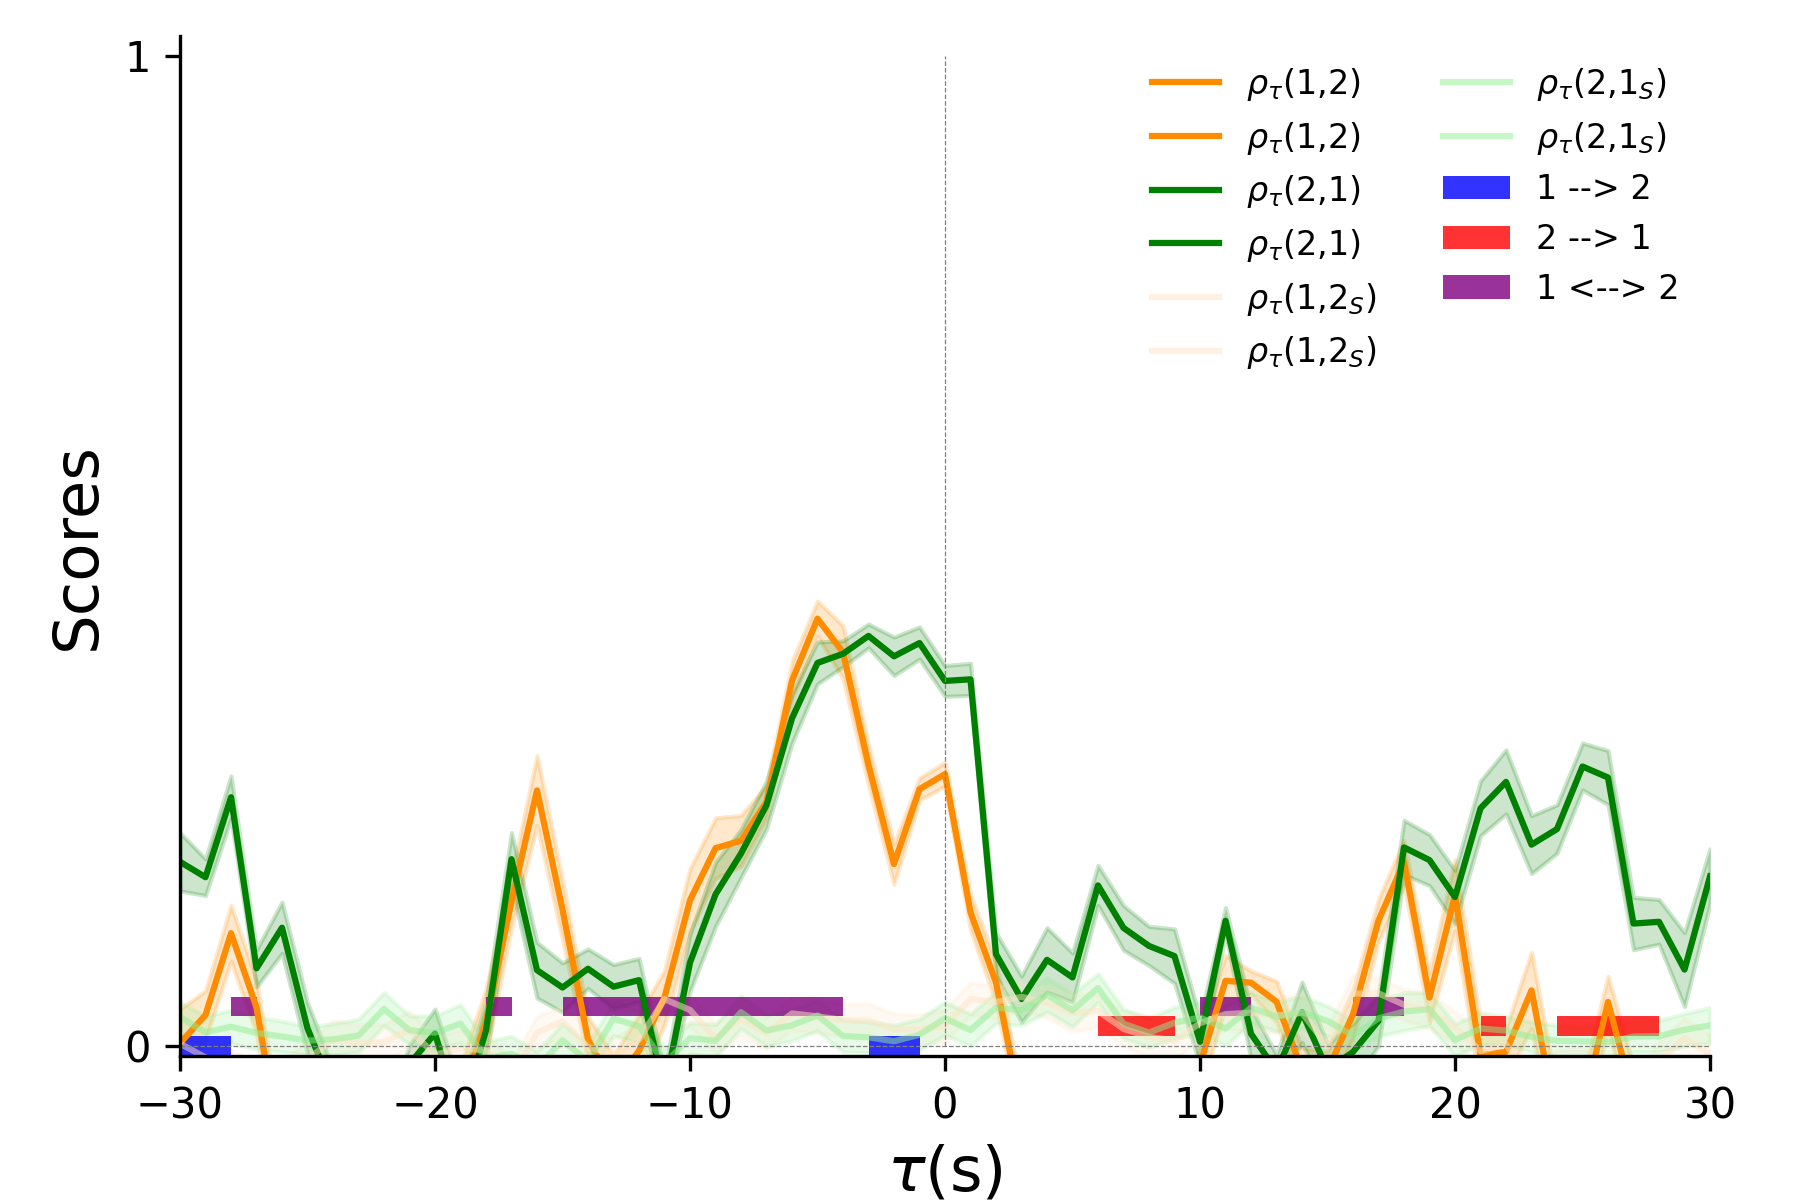 1
ρτ(1,2)
ρτ(1,2)
ρτ(2,1)
ρτ(2,1)
ρτ(1,2S)
ρτ(1,2S)
ρτ(2,1S)
ρτ(2,1S)
1 --> 2
2 --> 1
1 <--> 2
Scores
0
−30 −20 −10 0 10 20 30
τ(s)